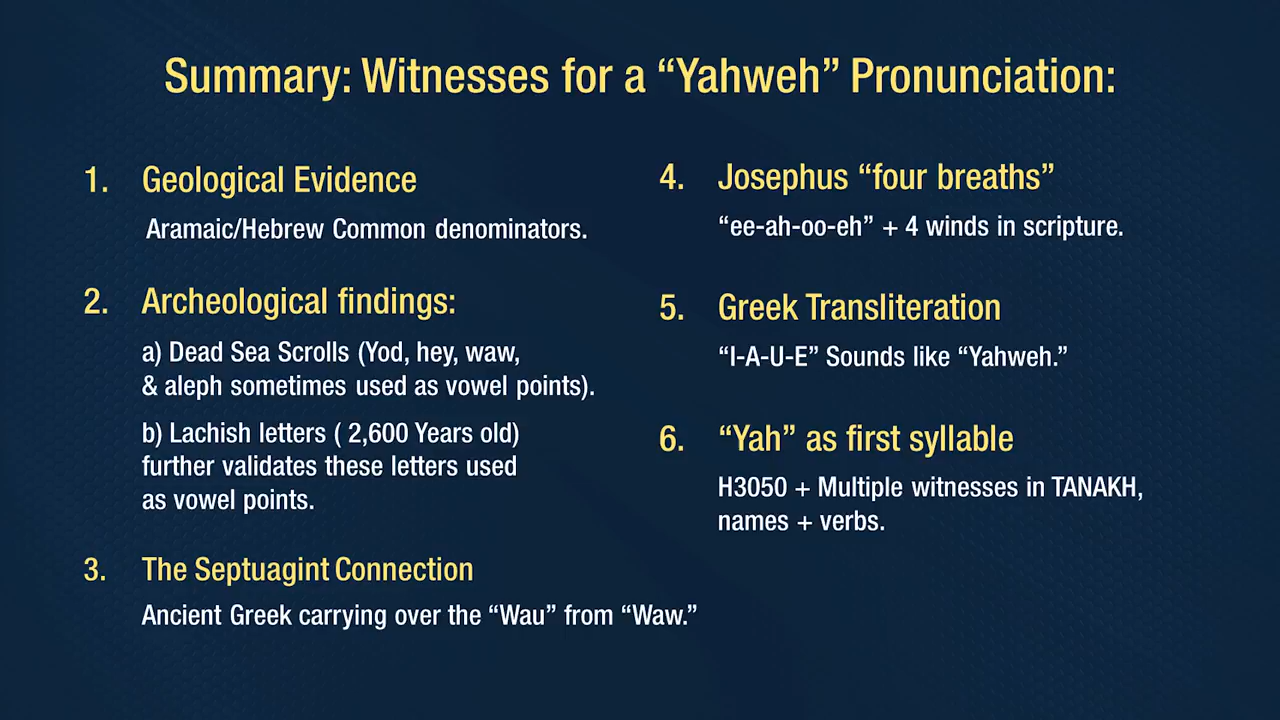 Summary: Witnesses for a “Yahweh” Pronunciation:
1. Geological Evidence
Aramaic/Hebrew Common denominators.
2. Archeological findings:
a) Dead Sea Scrolls (Yod, hey, waw,
& aleph sometimes used as vowel points).
b) Lachish letters ( 2,600 Years old)
further validates these letters used
as vowel points.
3. The Septuagint Connection
Ancient Greek carrying over the “Wau” from “Waw.”
4. Josephus “four breaths”
“ee-ah-oo-eh” + 4 winds in scripture.
5. Greek Transliteration
“I-A-U-E” Sounds like “Yahweh.”
6. “Yah” as first syllable
H3050 + Multiple witnesses in TANAKH,
names + verbs.